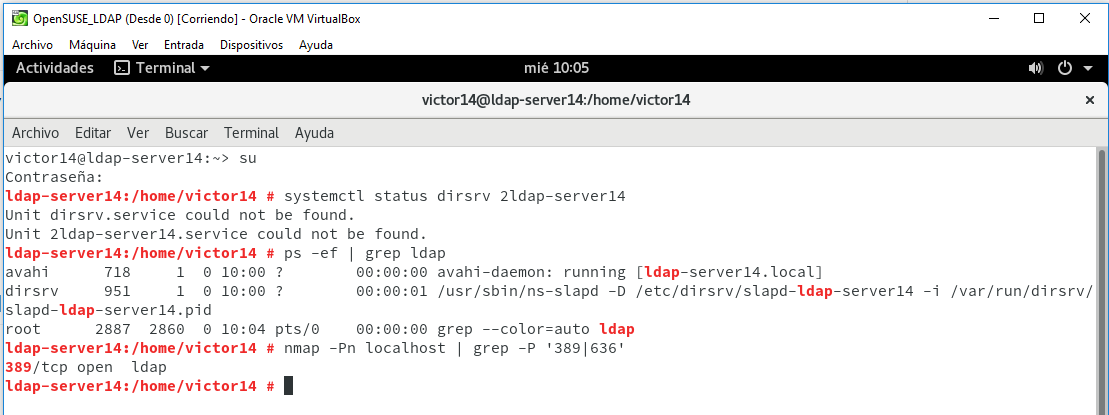 OpenSUSE_LDAP (Desde 0) [Corriendo] - Oracle VM VirtualBox
Archivo Máquina Ver Entrada Dispositivos Ayuda
Actividades Terminal mié 10:05
victor14@ldap-server14:/home/victor14
Archivo Editar Ver Buscar Terminal Ayuda
victor14@ldap-server14:~> su
Contraseña:
ldap-server14:/home/victor14 # systemctl status dirsrv 2ldap-server14
Unit dirsrv.service could not be found.
Unit 2ldap-server14.service could not be found.
ldap-server14:/home/victor14 # ps -ef | grep ldap
avahi 718 1 0 10:00 ? 00:00:00 avahi-daemon: running [ldap-server14.local]
dirsrv 951 1 0 10:00 ? 00:00:01 /usr/sbin/ns-slapd -D /etc/dirsrv/slapd-ldap-server14 -i /var/run/dirsrv/
slapd-ldap-server14.pid
root 2887 2860 0 10:04 pts/0 00:00:00 grep --color=auto ldap
ldap-server14:/home/victor14 # nmap -Pn localhost | grep -P '389|636'
389/tcp open ldap
ldap-server14:/home/victor14 #